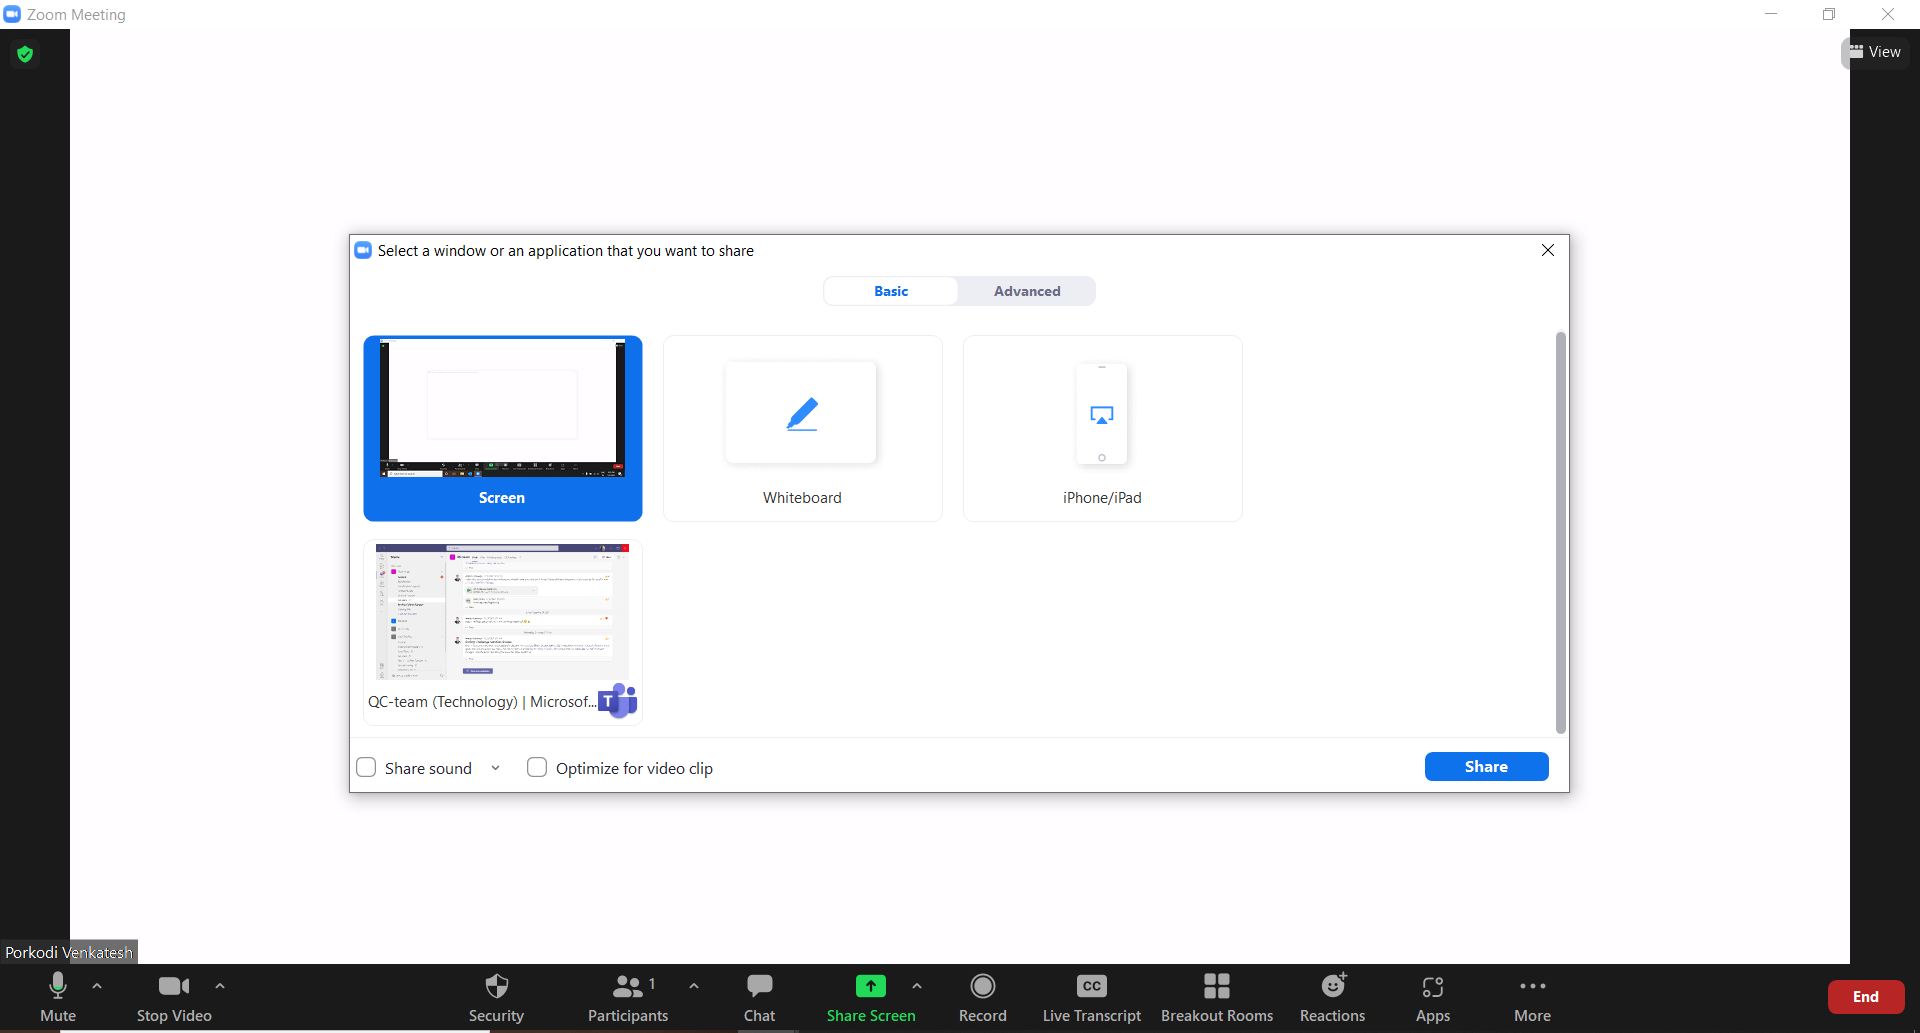 Zoom Meeting
View
Select a window or an application that you want to share
Basic
Advanced
Screen
Whiteboard
iPhone/iPad
QC-team (Technology) | Microsof...
T
Share sound
Optimize for video clip
Share
Porkodi Venkatesh
1
CC
Mute
Stop Video
Security
Participants
Chat
Share Screen
Record
Live Transcript
Breakout Rooms
Reactions
Apps
More
End